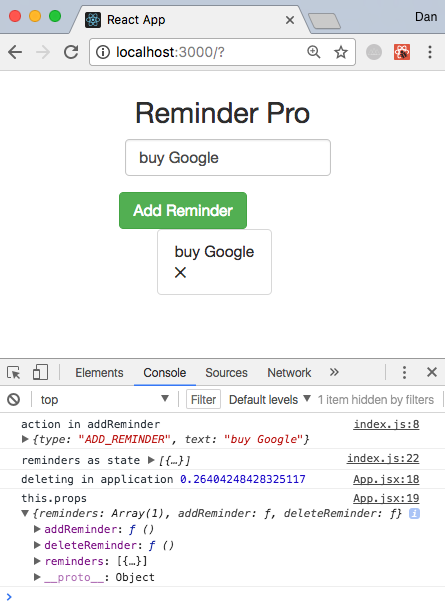 React App
Dan
localhost:3000/?
Reminder Pro
buy Google
Add Reminder
buy Google
Elements Console Sources Network »
top Filter Default levels 1 item hidden by filters
action in addReminder index.js:8
{type: "ADD_REMINDER", text: "buy Google"}
reminders as state [{…}] index.js:22
deleting in application 0.26404248428325117 App.jsx:18
this.props App.jsx:19
{reminders: Array(1), addReminder: ƒ, deleteReminder: ƒ} i
addReminder: ƒ ()
deleteReminder: ƒ ()
reminders: [{…}]
__proto__: Object